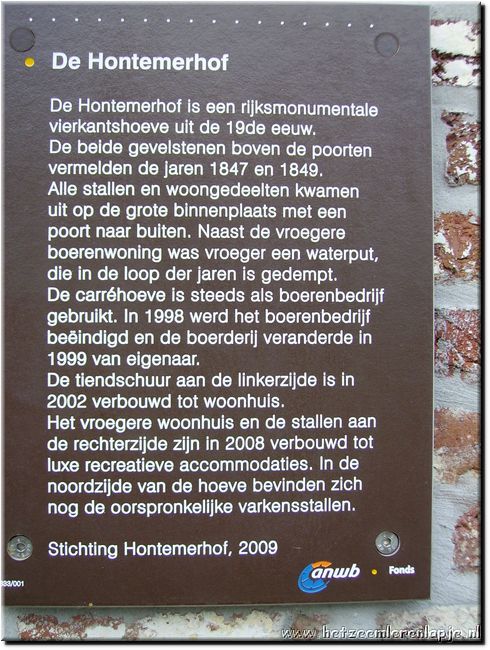 De Hontemerhof
De Hontemerhof is een rijksmonumentale
vierkantshoeve uit de 19de eeuw.
De beide gevelstenen boven de poorten
vermelden de jaren 1847 en 1849.
Alle stallen en woongedeelten kwamen
uit op de grote binnenplaats met een
poort naar buiten. Naast de vroegere
boerenwoning was vroeger een waterput,
die in de loop der jaren is gedempt.
De carréhoeve is steeds als boerenbedrijf
gebruikt. In 1998 werd het boerenbedrijf
beëindigd en de boerderij veranderde in
1999 van eigenaar.
De tiendschuur aan de linkerzijde is in
2002 verbouwd tot woonhuis.
Het vroegere woonhuis en de stallen aan
de rechterzijde zijn in 2008 verbouwd tot
luxe recreatieve accommodaties. In de
noordzijde van de hoeve bevinden zich
nog de oorspronkelijke varkensstallen.
Stichting Hontemerhof, 2009
anwb • Fonds
333/001
www.hetzeemlerenlapje.nl